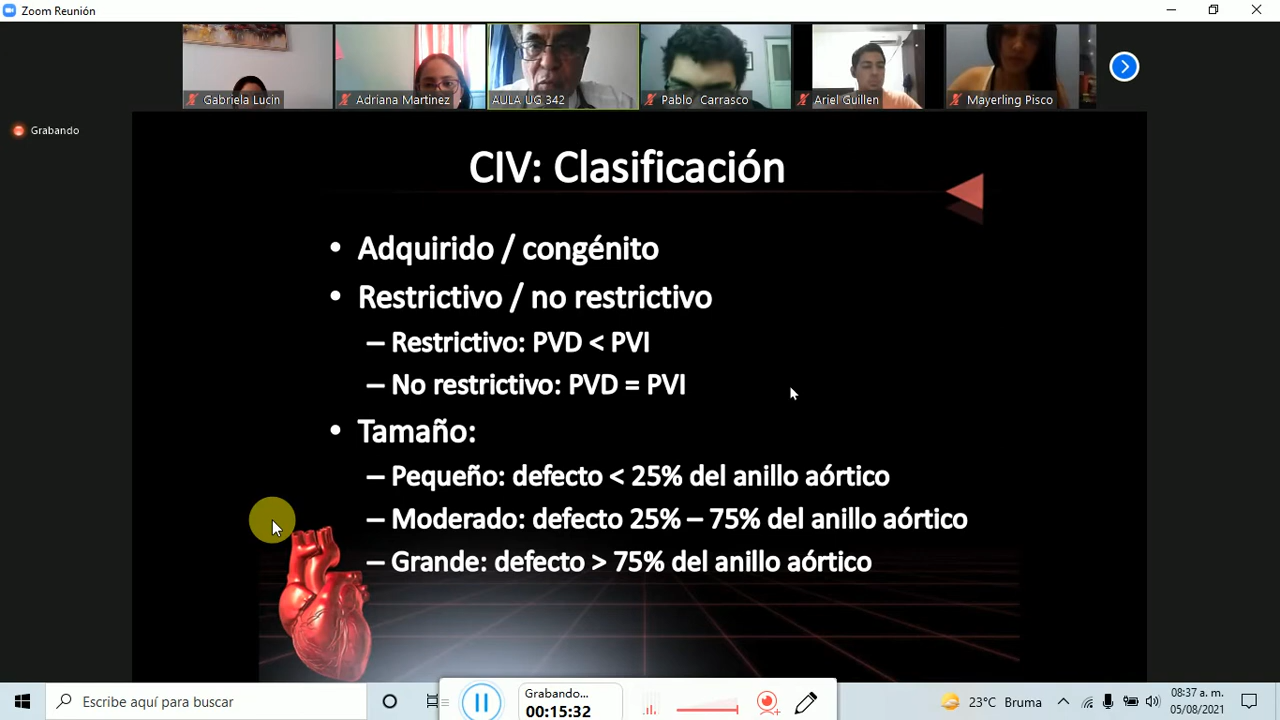 Zoom Reunión
Gabriela Lucin
Adriana Martinez
AULA UG 342
Pablo Carrasco
Ariel Guillen
Mayerling Pisco
Grabando
CIV: Clasificación
• Adquirido / congénito
• Restrictivo / no restrictivo
– Restrictivo: PVD < PVI
– No restrictivo: PVD = PVI
• Tamaño:
– Pequeño: defecto < 25% del anillo aórtico
– Moderado: defecto 25% – 75% del anillo aórtico
– Grande: defecto > 75% del anillo aórtico
Escribe aquí para buscar
Grabando...
00:15:32
23°C Bruma
08:37 a. m.
05/08/2021